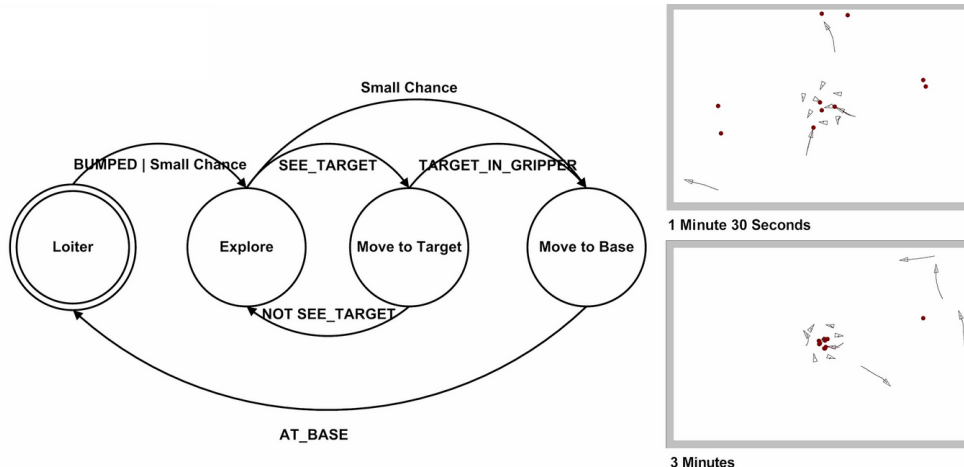 Small Chance
BUMPED | Small Chance
SEE_TARGET
TARGET_IN_GRIPPER
Loiter
Explore
Move to Target
Move to Base
NOT SEE_TARGET
AT_BASE
1 Minute 30 Seconds
3 Minutes